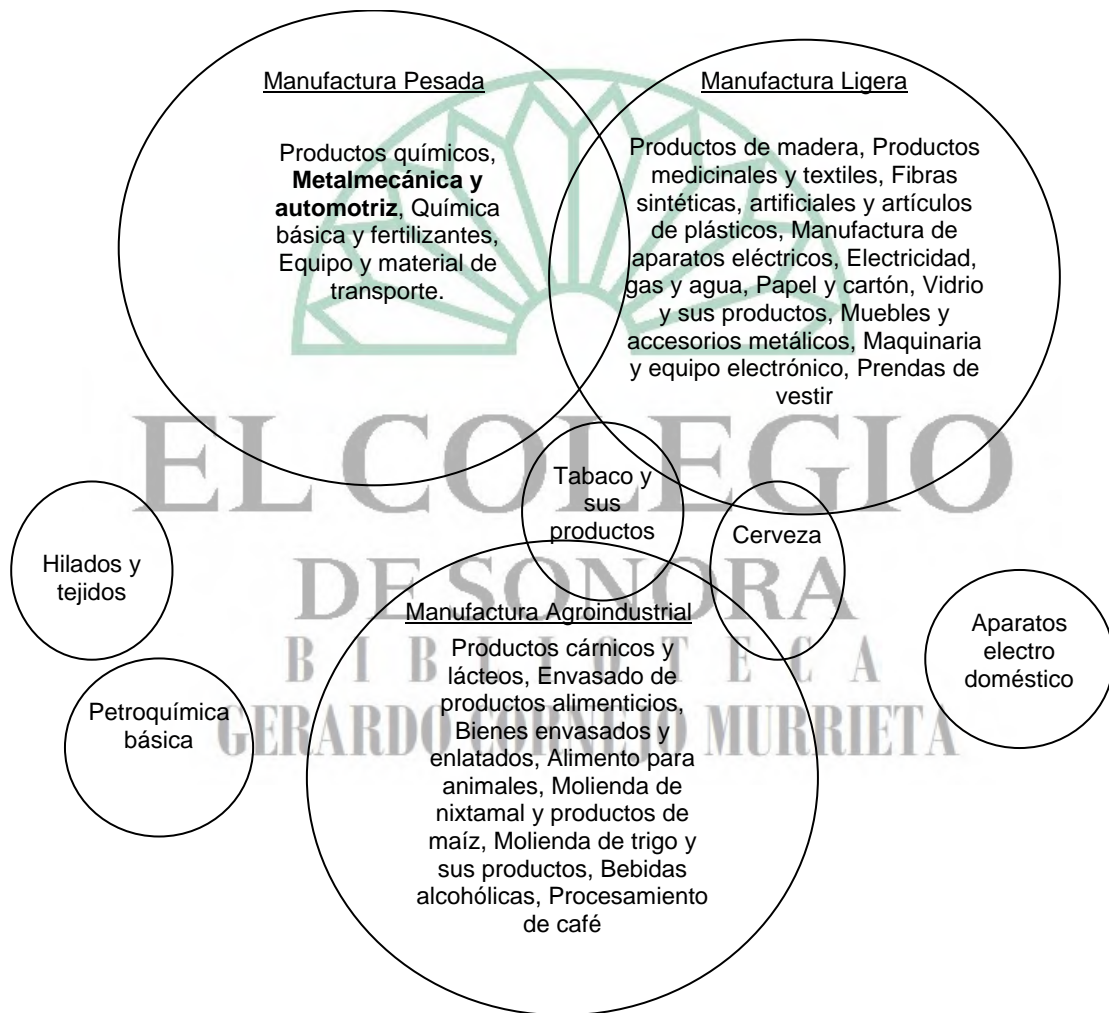 Manufactura Pesada
Productos químicos,
Metalmecánica y
automotriz, Química
básica y fertilizantes,
Equipo y material de
transporte.
Manufactura Ligera
Productos de madera, Productos
medicinales y textiles, Fibras
sintéticas, artificiales y artículos
de plásticos, Manufactura de
aparatos eléctricos, Electricidad,
gas y agua, Papel y cartón, Vidrio
y sus productos, Muebles y
accesorios metálicos, Maquinaria
y equipo electrónico, Prendas de
vestir
EL COLEGIO
DE SONORA
BIBLIOTECA
GERARDO CORNEJO MURRIETA
Tabaco y
sus
productos
Cerveza
Hilados y
tejidos
Petroquímica
básica
Manufactura Agroindustrial
Productos cárnicos y
lácteos, Envasado de
productos alimenticios,
Bienes envasados y
enlatados, Alimento para
animales, Molienda de
nixtamal y productos de
maíz, Molienda de trigo y
sus productos, Bebidas
alcohólicas, Procesamiento
de café
Aparatos
electro
doméstico